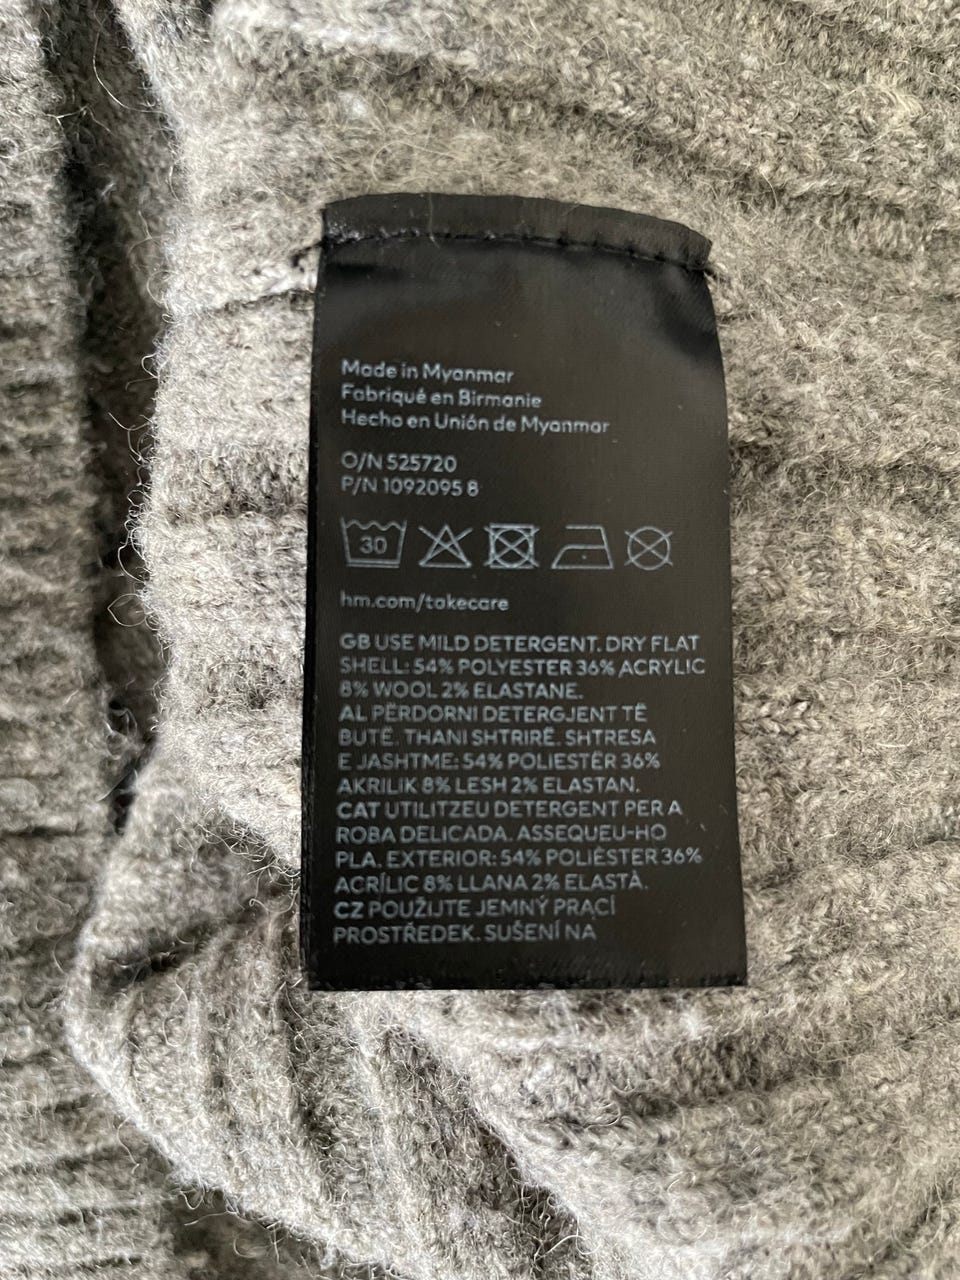 Made in Myanmar
Fabriqué en Birmanie
Hecho en Unión de Myanmar
O/N 525720
P/N 1092095 8
30
hm.com/takecare
GB USE MILD DETERGENT. DRY FLAT
SHELL: 54% POLYESTER 36% ACRYLIC
8% WOOL 2% ELASTANE.
AL PËRDORNI DETERGJENT TË
BUTË. THANI SHTRIRË. SHTRESA
E JASHTME: 54% POLIESTËR 36%
AKRILIK 8% LESH 2% ELASTAN.
CAT UTILITZEU DETERGENT PER A
ROBA DELICADA. ASSEQUEU-HO
PLA. EXTERIOR: 54% POLIÈSTER 36%
ACRÍLIC 8% LLANA 2% ELASTÀ.
CZ POUŽIJTE JEMNÝ PRACÍ
PROSTŘEDEK. SUŠENÍ NA